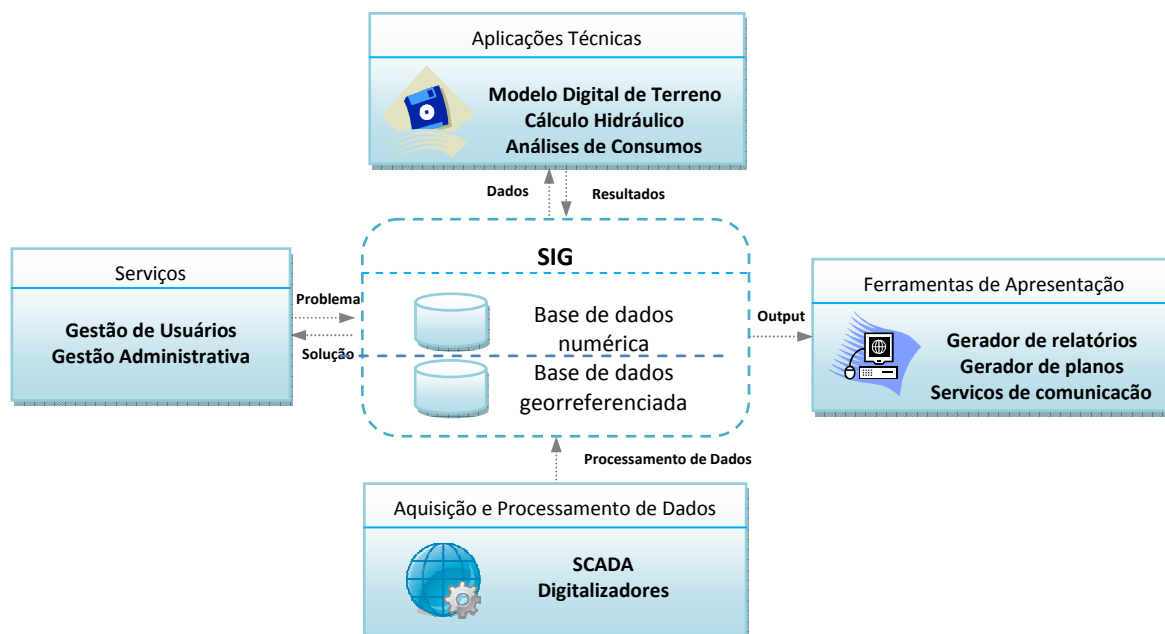 Aplicações Técnicas
Modelo Digital de Terreno
Cálculo Hidráulico
Análises de Consumos
Dados
Resultados
SIG
Base de dados
numérica
Base de dados
georreferenciada
Serviços
Gestão de Usuários
Gestão Administrativa
Problema
Solução
Output
Ferramentas de Apresentação
Gerador de relatórios
Gerador de planos
Serviços de comunicacão
Processamento de Dados
Aquisição e Processamento de Dados
SCADA
Digitalizadores